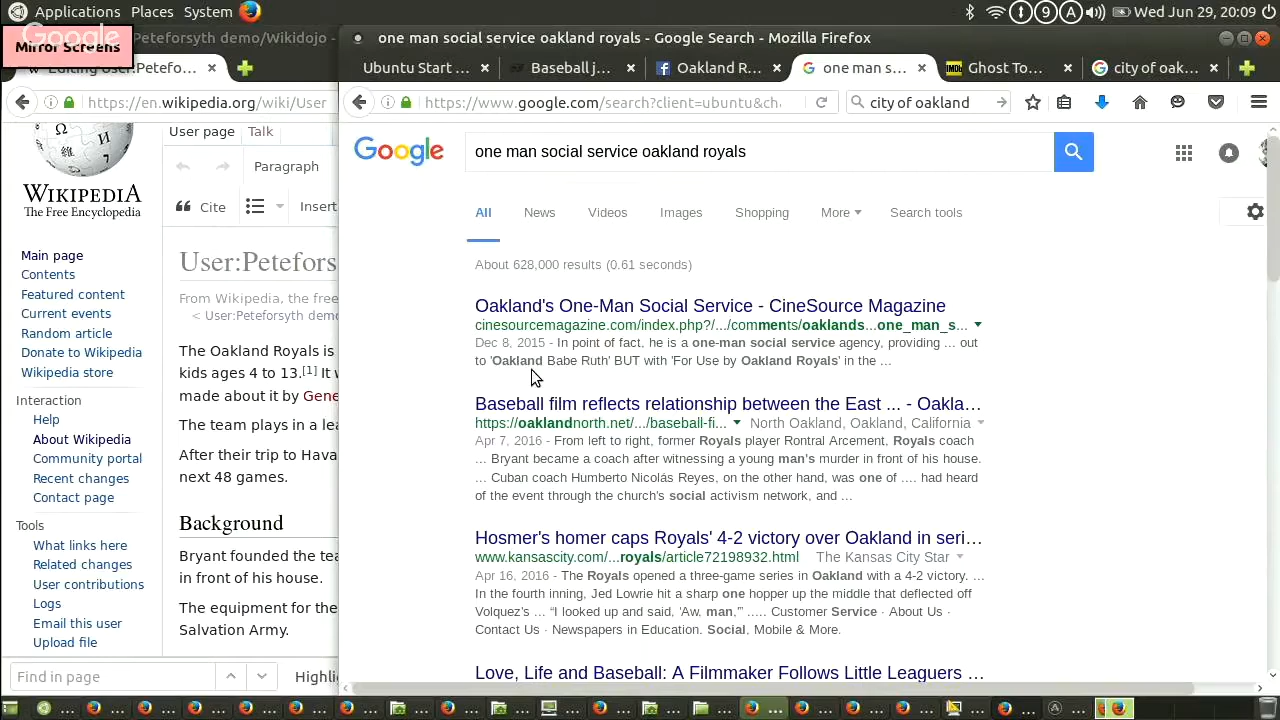 Applications Places System
9 A Wed Jun 29, 20:09
Google
Mirror Screens
Peteforsyth demo/Wikidojo -
Editing User:Petefo...
https://en.wikipedia.org/wiki/User
WIKIPEDIA
The Free Encyclopedia
Main page
Contents
Featured content
Current events
Random article
Donate to Wikipedia
Wikipedia store
Interaction
Help
About Wikipedia
Community portal
Recent changes
Contact page
Tools
What links here
Related changes
User contributions
Logs
Email this user
Upload file
User page Talk
Paragraph
Cite Insert
User:Petefors
From Wikipedia, the free
< User:Peteforsyth demo
The Oakland Royals is
kids ages 4 to 13.[1] It w
made about it by Gene
The team plays in a lea
After their trip to Hava
next 48 games.
Background
Bryant founded the tea
in front of his house.
The equipment for the
Salvation Army.
Find in page Highli
one man social service oakland royals - Google Search - Mozilla Firefox
Ubuntu Start ... Baseball j... Oakland R... one man s... IMDb Ghost To... city of oak...
https://www.google.com/search?client=ubuntu&ch city of oakland
Google one man social service oakland royals
All News Videos Images Shopping More Search tools
About 628,000 results (0.61 seconds)
Oakland's One-Man Social Service - CineSource Magazine
cinesourcemagazine.com/index.php?/.../comments/oaklands...one_man_s...
Dec 8, 2015 - In point of fact, he is a one-man social service agency, providing ... out
to 'Oakland Babe Ruth' BUT with 'For Use by Oakland Royals' in the ...
Baseball film reflects relationship between the East ... - Oakla...
https://oaklandnorth.net/.../baseball-fi... North Oakland, Oakland, California
Apr 7, 2016 - From left to right, former Royals player Rontral Arcement, Royals coach
... Bryant became a coach after witnessing a young man's murder in front of his house.
... Cuban coach Humberto Nicolás Reyes, on the other hand, was one of .... had heard
of the event through the church's social activism network, and ...
Hosmer's homer caps Royals' 4-2 victory over Oakland in seri...
www.kansascity.com/...royals/article72198932.html The Kansas City Star
Apr 16, 2016 - The Royals opened a three-game series in Oakland with a 4-2 victory. ...
In the fourth inning, Jed Lowrie hit a sharp one hopper up the middle that deflected off
Volquez's ... “I looked up and said, 'Aw, man,'” ..... Customer Service · About Us ·
Contact Us · Newspapers in Education. Social, Mobile & More.
Love, Life and Baseball: A Filmmaker Follows Little Leaguers ...